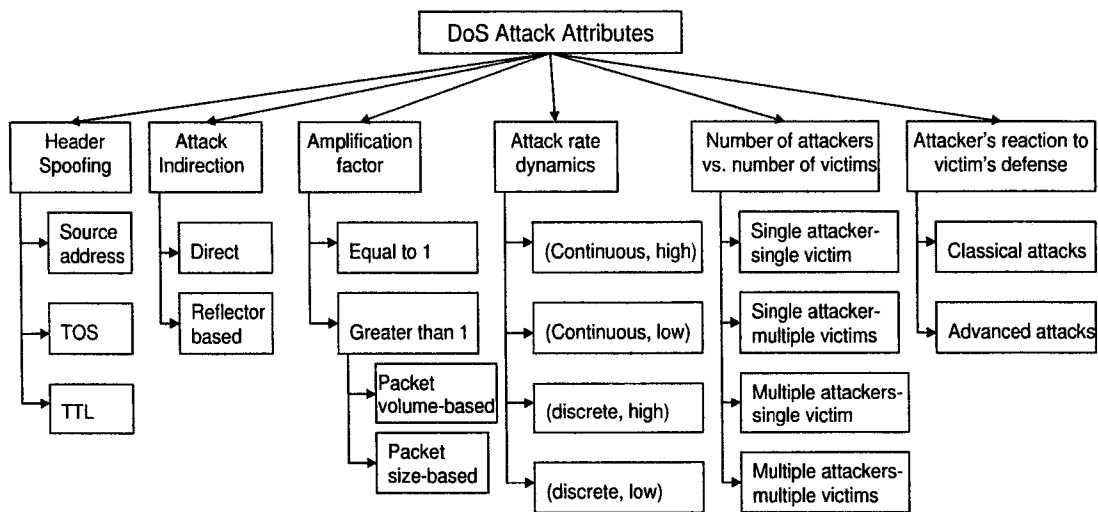 DoS Attack Attributes
Header
Spoofing
Attack
Indirection
Amplification
factor
Attack rate
dynamics
Number of attackers
vs. number of victims
Attacker's reaction to
victim's defense
Source
address
TOS
TTL
Direct
Reflector
based
Equal to 1
Greater than 1
Packet
volume-based
Packet
size-based
(Continuous, high)
(Continuous, low)
(discrete, high)
(discrete, low)
Single attacker-
single victim
Single attacker-
multiple victims
Multiple attackers-
single victim
Multiple attackers-
multiple victims
Classical attacks
Advanced attacks